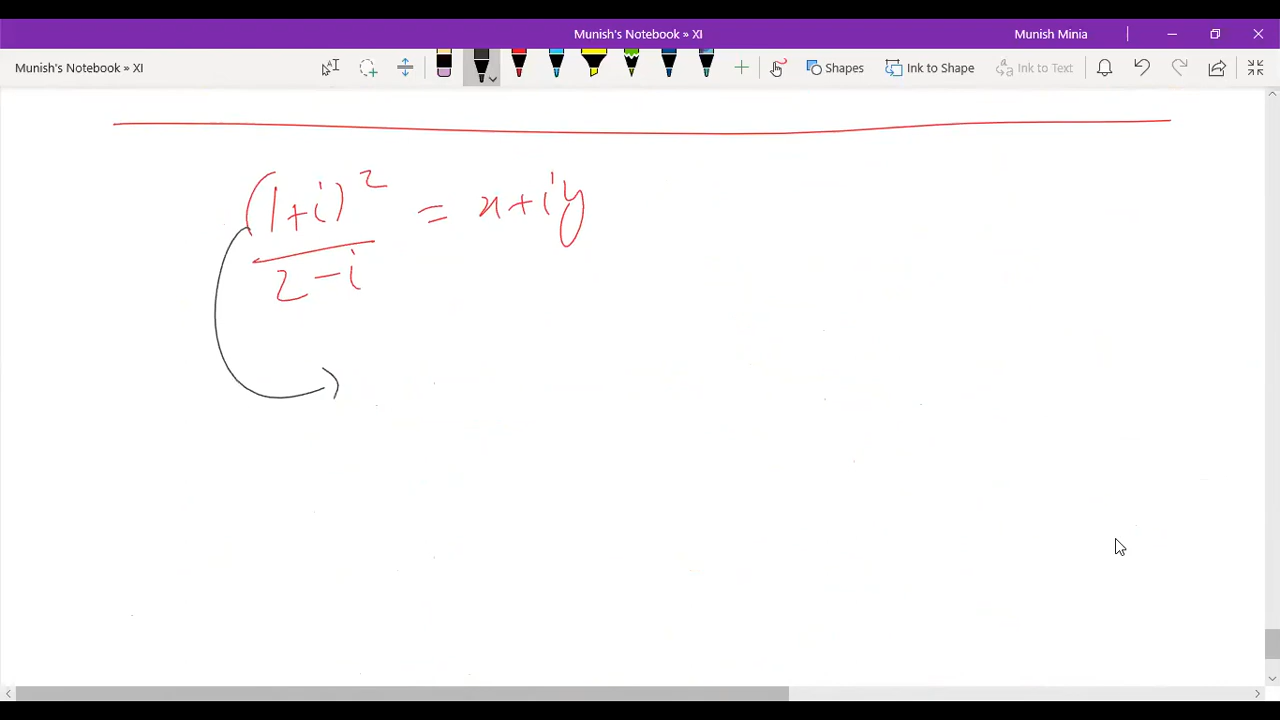 Munish's Notebook » XI
Munish Minia
Munish's Notebook » XI
Shapes
Ink to Shape
Ink to Text
(1+i)² / 2-i = x+iy